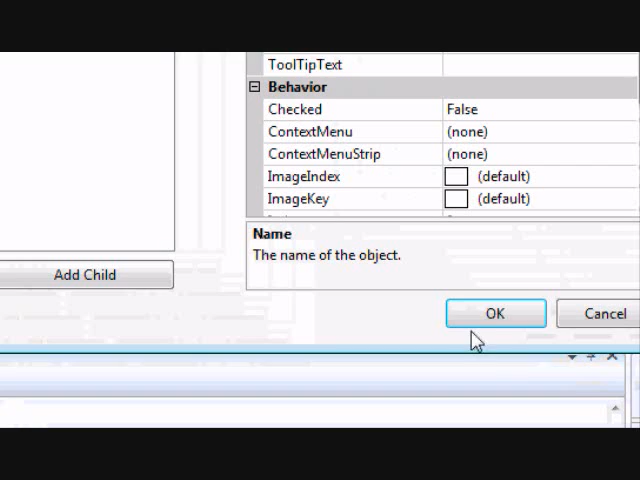 ToolTipText
Behavior
Checked False
ContextMenu (none)
ContextMenuStrip (none)
ImageIndex (default)
ImageKey (default)
Name
The name of the object.
Add Child
OK Cancel